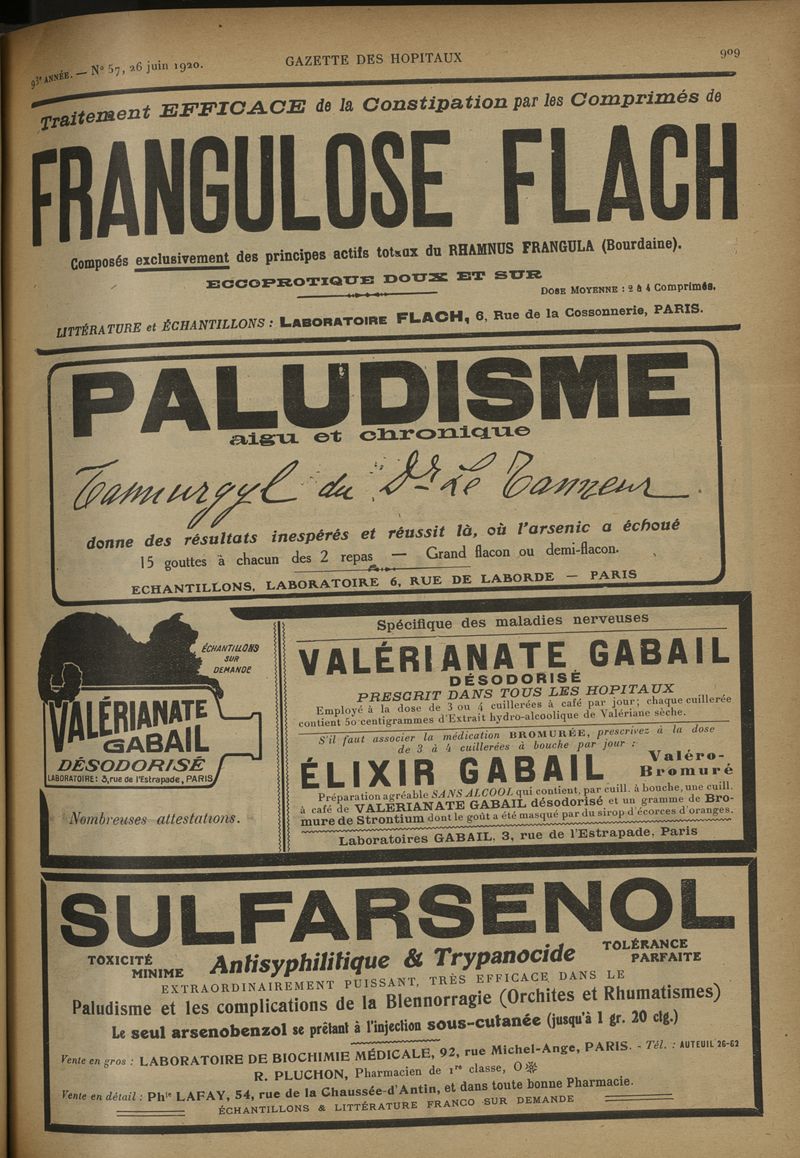 93e ANNÉE. — No 57, 26 juin 1920.
GAZETTE DES HOPITAUX
909
Traitement EFFICACE de la Constipation par les Comprimés de
FRANGULOSE FLACH
Composés exclusivement des principes actifs totaux du RHAMNUS FRANGULA (Bourdaine).
ECCOPROTIQUE DOUX ET SUR
DOSE MOYENNE : 2 à 4 Comprimés.
LITTÉRATURE et ÉCHANTILLONS : LABORATOIRE FLACH, 6, Rue de la Cossonnerie, PARIS.
PALUDISME
aigu et chronique
Tannurgyl du Dr Le Tanneur.
donne des résultats inespérés et réussit là, où l'arsenic a échoué
15 gouttes à chacun des 2 repas — Grand flacon ou demi-flacon.
ECHANTILLONS, LABORATOIRE 6, RUE DE LABORDE — PARIS
ÉCHANTILLONS
SUR
DEMANDE
VALÉRIANATE
GABAIL
DÉSODORISÉ
LABORATOIRE : 3, rue de l'Estrapade, PARIS
Nombreuses attestations.
Spécifique des maladies nerveuses
VALÉRIANATE GABAIL
DÉSODORISÉ
PRESCRIT DANS TOUS LES HOPITAUX
Employé à la dose de 3 ou 4 cuillerées à café par jour; chaque cuillerée
contient 50 centigrammes d'Extrait hydro-alcoolique de Valériane sèche.
S'il faut associer la médication BROMURÉE, prescrivez à la dose
de 3 à 4 cuillerées à bouche par jour :
ÉLIXIR GABAIL Valéro-
Bromuré
Préparation agréable SANS ALCOOL qui contient, par cuill. à bouche, une cuill.
à café de VALERIANATE GABAIL désodorisé et un gramme de Bro-
mure de Strontium dont le goût a été masqué par du sirop d'écorces d'oranges.
Laboratoires GABAIL, 3, rue de l'Estrapade, Paris
SULFARSENOL
TOXICITÉ
MINIME
Antisyphilitique & Trypanocide
TOLÉRANCE
PARFAITE
EXTRAORDINAIREMENT PUISSANT, TRÈS EFFICACE DANS LE
Paludisme et les complications de la Blennorragie (Orchites et Rhumatismes)
Le seul arsenobenzol se prêtant à l'injection sous-cutanée (jusqu'à 1 gr. 20 ctg.)
Vente en gros : LABORATOIRE DE BIOCHIMIE MÉDICALE, 92, rue Michel-Ange, PARIS. - Tél. : AUTEUIL 26-62
R. PLUCHON, Pharmacien de 1re classe, O ❊
Vente en détail : Phie LAFAY, 54, rue de la Chaussée-d'Antin, et dans toute bonne Pharmacie.
ÉCHANTILLONS & LITTÉRATURE FRANCO SUR DEMANDE